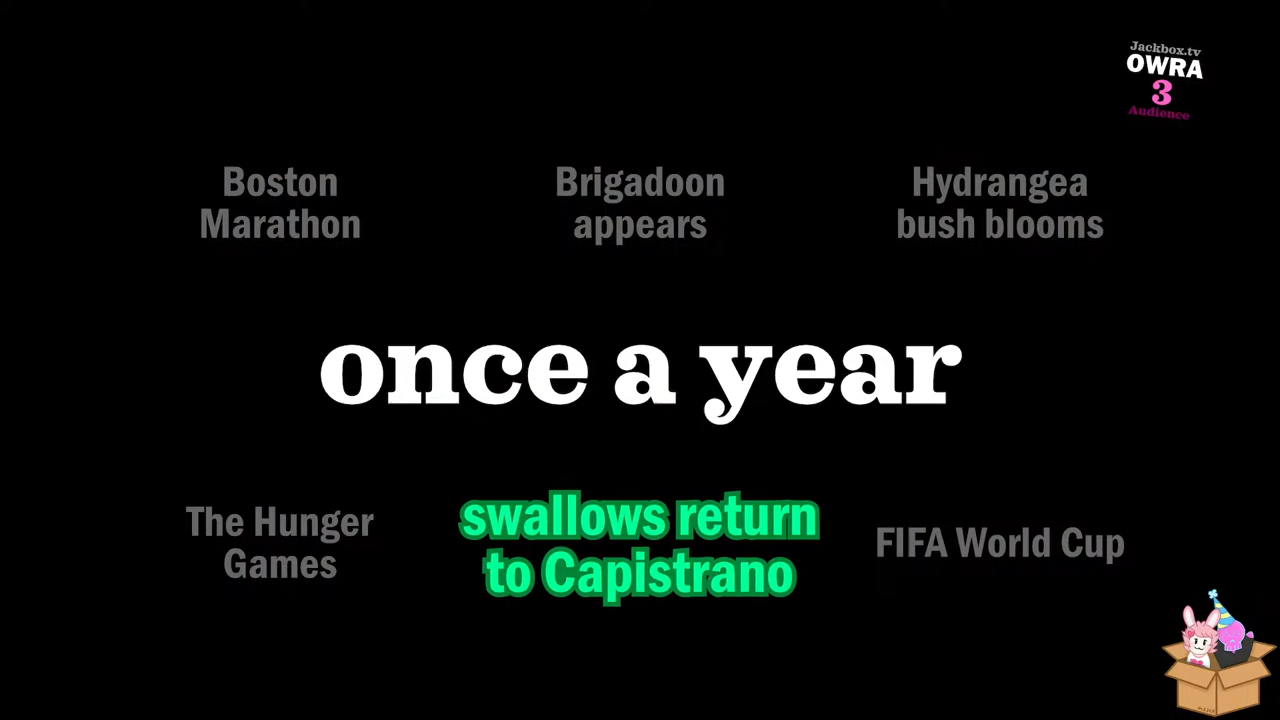 Jackbox.tv
OWRA
3
Audience
Boston
Marathon
Brigadoon
appears
Hydrangea
bush blooms
once a year
The Hunger
Games
swallows return
to Capistrano
FIFA World Cup